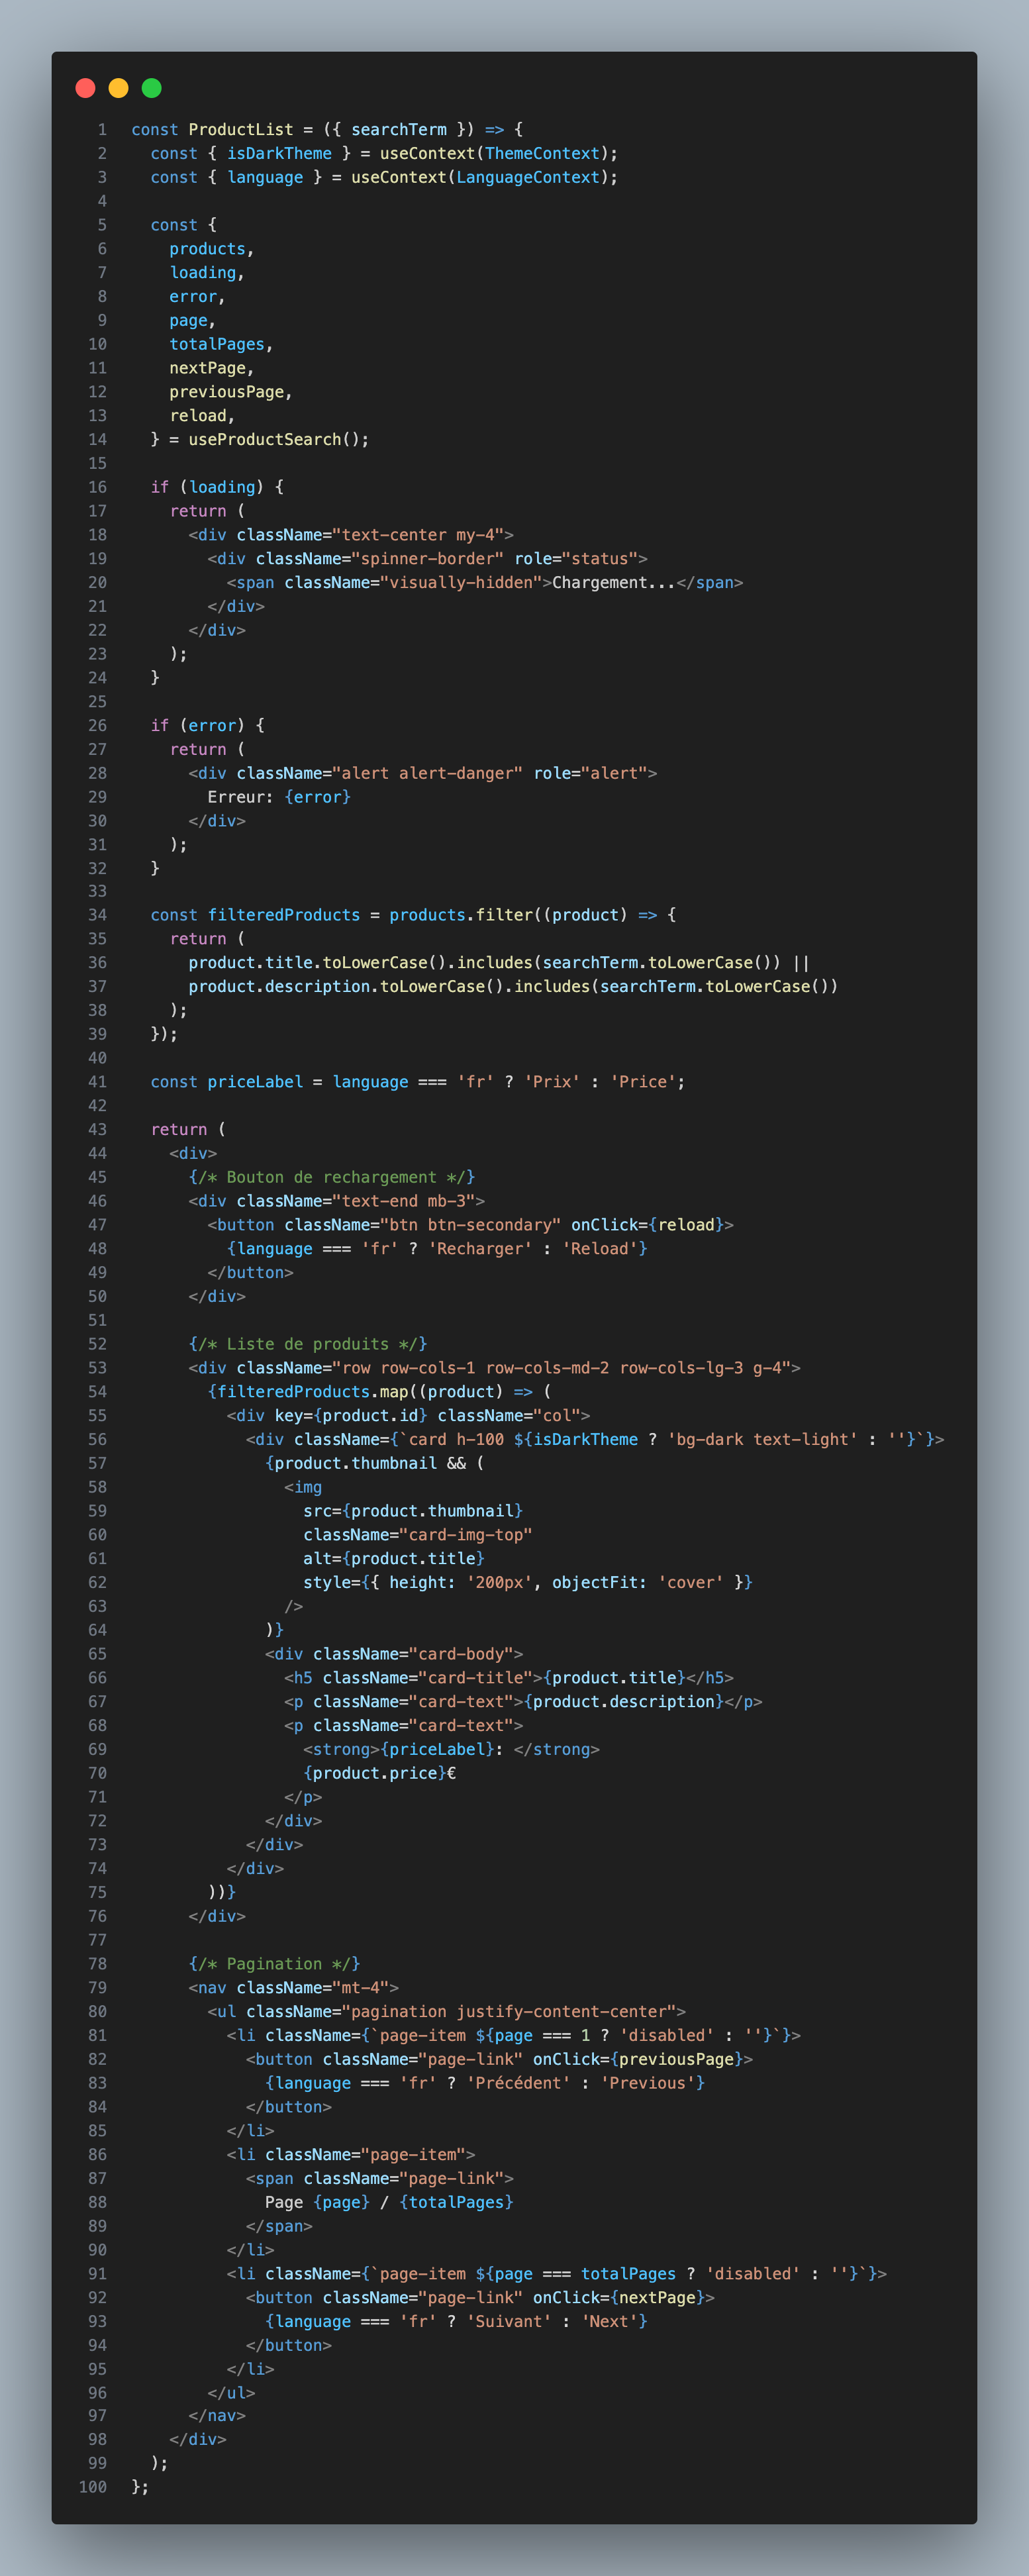 1 const ProductList = ({ searchTerm }) => {
2   const { isDarkTheme } = useContext(ThemeContext);
3   const { language } = useContext(LanguageContext);
4
5   const {
6     products,
7     loading,
8     error,
9     page,
10     totalPages,
11     nextPage,
12     previousPage,
13     reload,
14   } = useProductSearch();
15
16   if (loading) {
17     return (
18       <div className="text-center my-4">
19         <div className="spinner-border" role="status">
20           <span className="visually-hidden">Chargement...</span>
21         </div>
22       </div>
23     );
24   }
25
26   if (error) {
27     return (
28       <div className="alert alert-danger" role="alert">
29         Erreur: {error}
30       </div>
31     );
32   }
33
34   const filteredProducts = products.filter((product) => {
35     return (
36       product.title.toLowerCase().includes(searchTerm.toLowerCase()) ||
37       product.description.toLowerCase().includes(searchTerm.toLowerCase())
38     );
39   });
40
41   const priceLabel = language === 'fr' ? 'Prix' : 'Price';
42
43   return (
44     <div>
45       {/* Bouton de rechargement */}
46       <div className="text-end mb-3">
47         <button className="btn btn-secondary" onClick={reload}>
48           {language === 'fr' ? 'Recharger' : 'Reload'}
49         </button>
50       </div>
51
52       {/* Liste de produits */}
53       <div className="row row-cols-1 row-cols-md-2 row-cols-lg-3 g-4">
54         {filteredProducts.map((product) => (
55           <div key={product.id} className="col">
56             <div className={`card h-100 ${isDarkTheme ? 'bg-dark text-light' : ''}`}>
57               {product.thumbnail && (
58                 <img
59                   src={product.thumbnail}
60                   className="card-img-top"
61                   alt={product.title}
62                   style={{ height: '200px', objectFit: 'cover' }}
63                 />
64               )}
65               <div className="card-body">
66                 <h5 className="card-title">{product.title}</h5>
67                 <p className="card-text">{product.description}</p>
68                 <p className="card-text">
69                   <strong>{priceLabel}: </strong>
70                   {product.price}€
71                 </p>
72               </div>
73             </div>
74           </div>
75         ))}
76       </div>
77
78       {/* Pagination */}
79       <nav className="mt-4">
80         <ul className="pagination justify-content-center">
81           <li className={`page-item ${page === 1 ? 'disabled' : ''}`}>
82             <button className="page-link" onClick={previousPage}>
83               {language === 'fr' ? 'Précédent' : 'Previous'}
84             </button>
85           </li>
86           <li className="page-item">
87             <span className="page-link">
88               Page {page} / {totalPages}
89             </span>
90           </li>
91           <li className={`page-item ${page === totalPages ? 'disabled' : ''}`}>
92             <button className="page-link" onClick={nextPage}>
93               {language === 'fr' ? 'Suivant' : 'Next'}
94             </button>
95           </li>
96         </ul>
97       </nav>
98     </div>
99   );
100 };